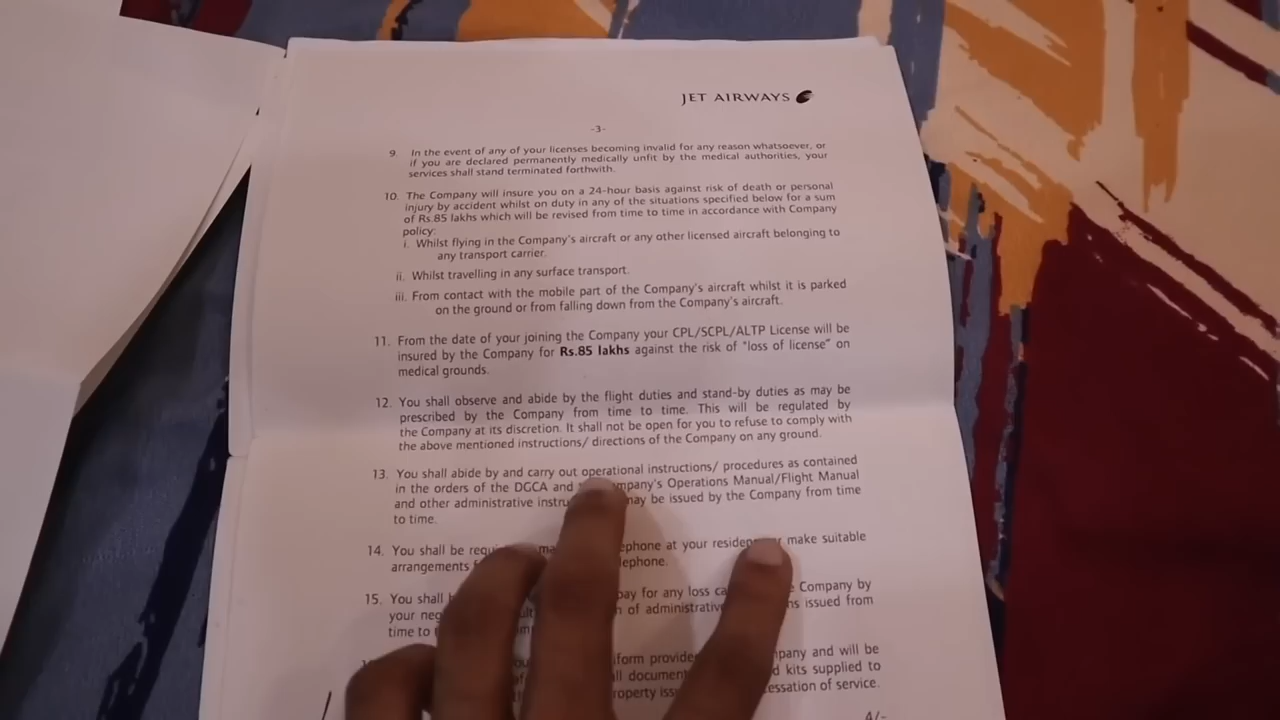 JET AIRWAYS
-3-
9. In the event of any of your licenses becoming invalid for any reason whatsoever, or
if you are declared permanently medically unfit by the medical authorities, your
services shall stand terminated forthwith.
10. The Company will insure you on a 24-hour basis against risk of death or personal
injury by accident whilst on duty in any of the situations specified below for a sum
of Rs.85 lakhs which will be revised from time to time in accordance with Company
policy:
i. Whilst flying in the Company's aircraft or any other licensed aircraft belonging to
any transport carrier.
ii. Whilst travelling in any surface transport.
iii. From contact with the mobile part of the Company's aircraft whilst it is parked
on the ground or from falling down from the Company's aircraft.
11. From the date of your joining the Company your CPL/SCPL/ALTP License will be
insured by the Company for Rs.85 lakhs against the risk of "loss of license" on
medical grounds.
12. You shall observe and abide by the flight duties and stand-by duties as may be
prescribed by the Company from time to time. This will be regulated by
the Company at its discretion. It shall not be open for you to refuse to comply with
the above mentioned instructions/ directions of the Company on any ground.
13. You shall abide by and carry out operational instructions/ procedures as contained
in the orders of the DGCA and Operations Manual/Flight Manual
and other administrative may be issued by the Company from time
to time.
14. You shall be at your make suitable
arrangements
15. You shall pay for any loss Company by
your of issued from
time to
provided and will be
all kits supplied to
property of service.
4/-